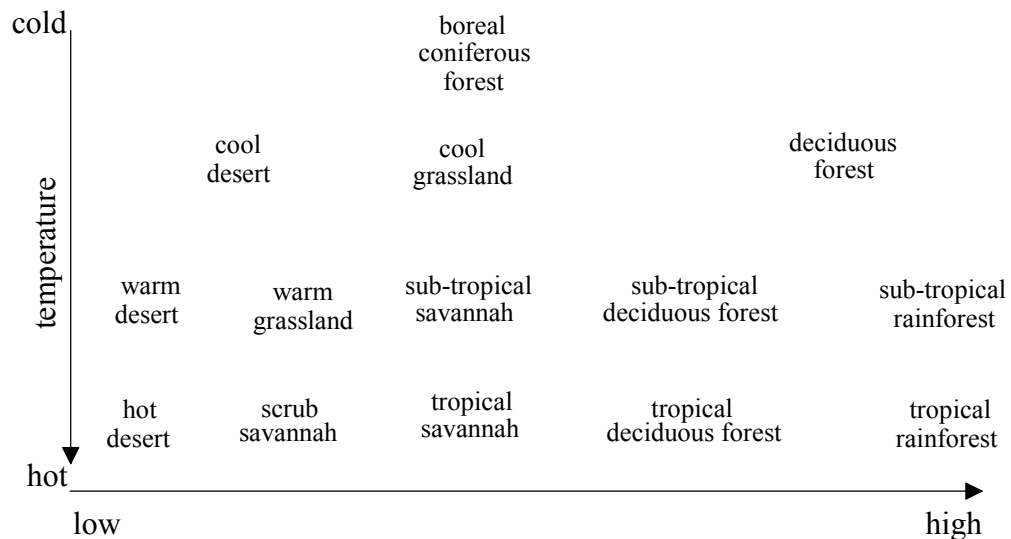 cold
boreal
coniferous
forest
cool
desert
cool
grassland
deciduous
forest
temperature
warm
desert
warm
grassland
sub-tropical
savannah
sub-tropical
deciduous forest
sub-tropical
rainforest
hot
desert
scrub
savannah
tropical
savannah
tropical
deciduous forest
tropical
rainforest
hot
low
high